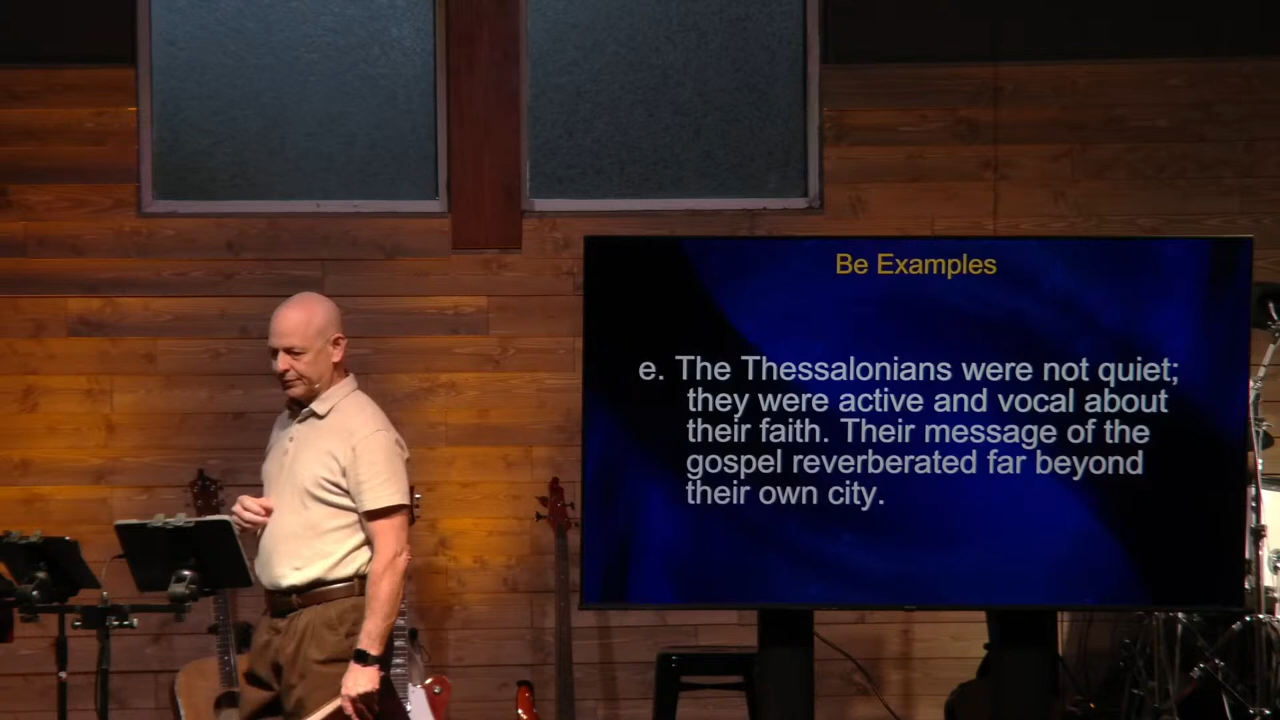 Be Examples
e. The Thessalonians were not quiet;
they were active and vocal about
their faith. Their message of the
gospel reverberated far beyond
their own city.